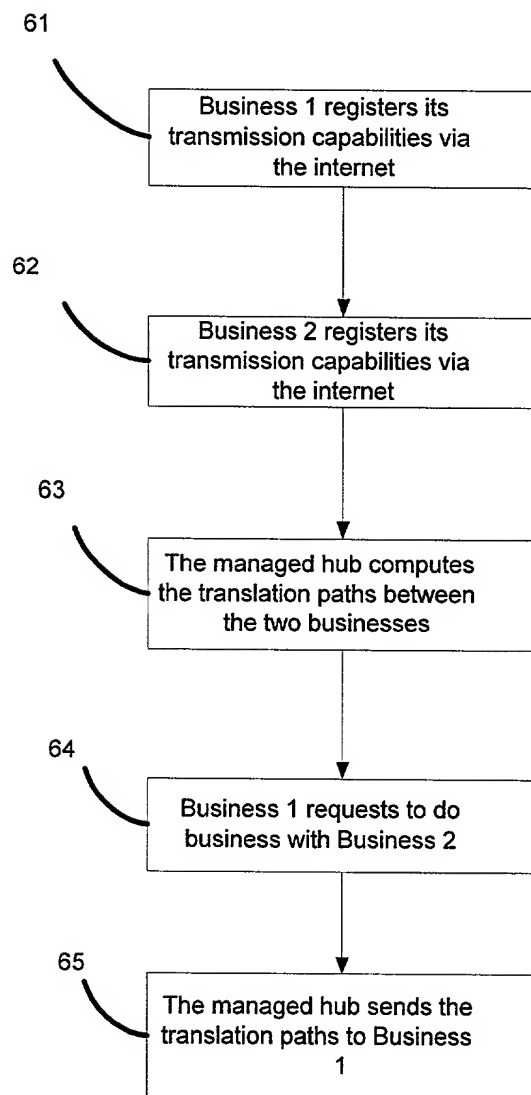 61
Business 1 registers its
transmission capabilities via
the internet
62
Business 2 registers its
transmission capabilities via
the internet
63
The managed hub computes
the translation paths between
the two businesses
64
Business 1 requests to do
business with Business 2
65
The managed hub sends the
translation paths to Business
1